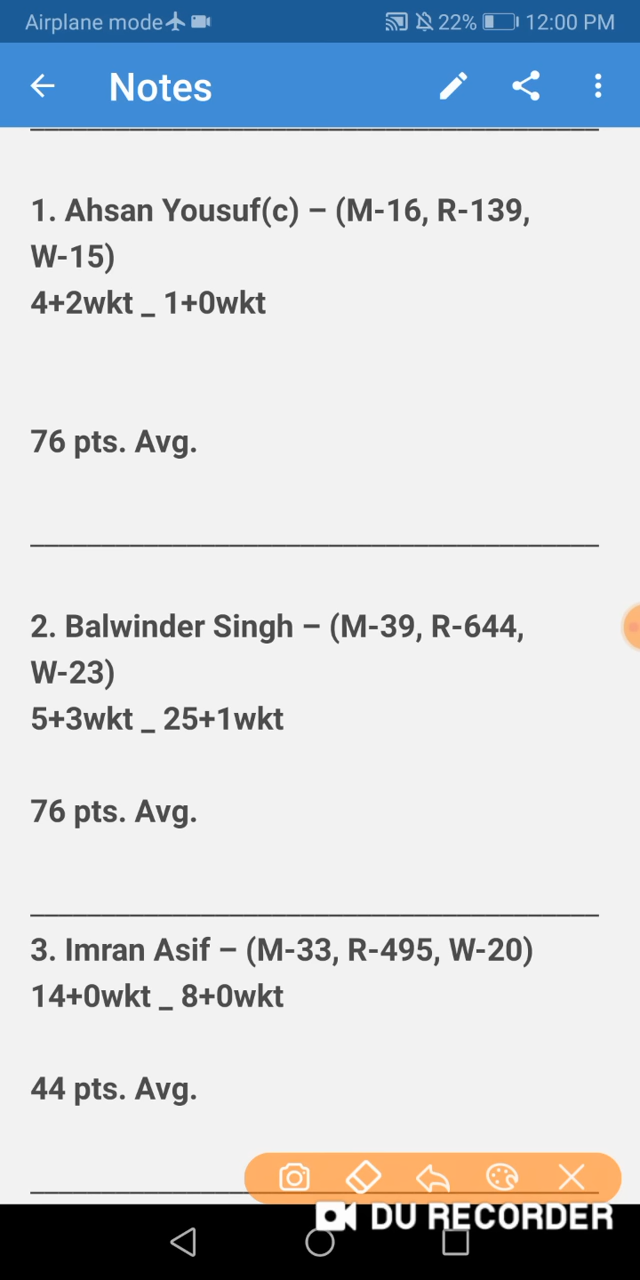 Airplane mode 22% 12:00 PM
Notes
1. Ahsan Yousuf(c) – (M-16, R-139,
W-15)
4+2wkt _ 1+0wkt
76 pts. Avg.
2. Balwinder Singh – (M-39, R-644,
W-23)
5+3wkt _ 25+1wkt
76 pts. Avg.
3. Imran Asif – (M-33, R-495, W-20)
14+0wkt _ 8+0wkt
44 pts. Avg.
DU RECORDER